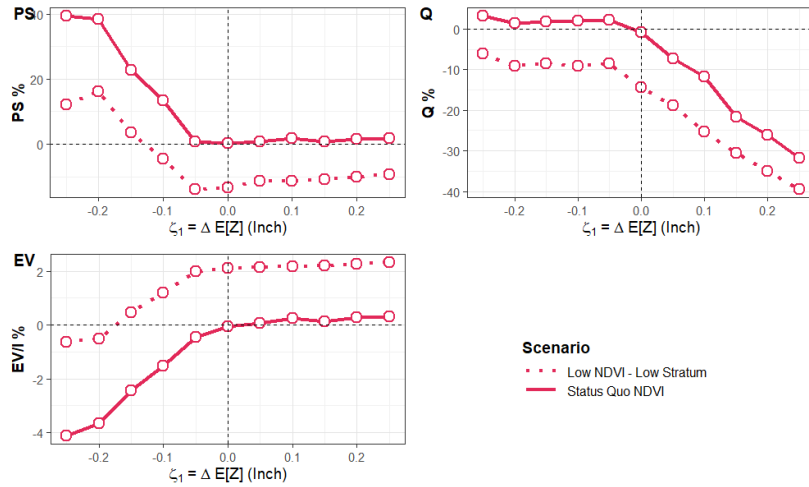 PS
40
20
0
PS %
-0.2 -0.1 0.0 0.1 0.2
ζ1 = Δ E[Z] (Inch)
Q
0
-10
-20
-30
-40
Q %
-0.2 -0.1 0.0 0.1 0.2
ζ1 = Δ E[Z] (Inch)
EV
2
0
-2
-4
EV/I %
-0.2 -0.1 0.0 0.1 0.2
ζ1 = Δ E[Z] (Inch)
Scenario
Low NDVI - Low Stratum
Status Quo NDVI